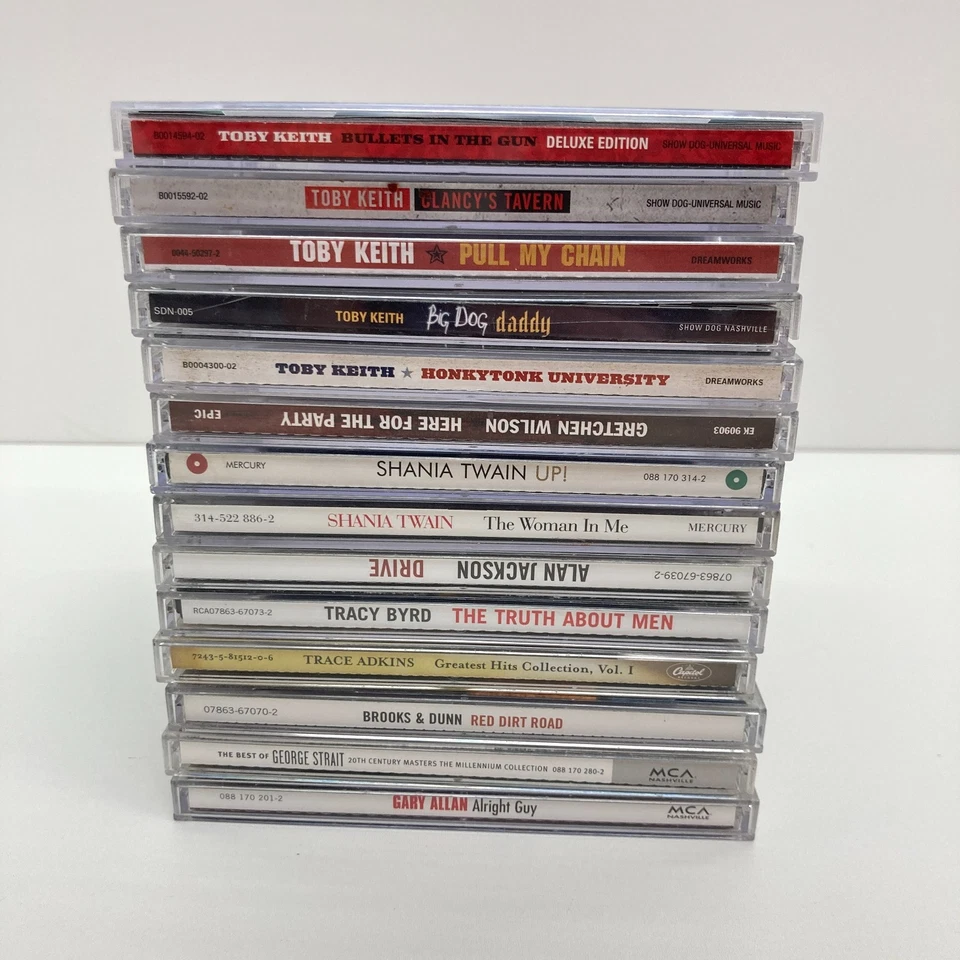 B0014594-02 TOBY KEITH BULLETS IN THE GUN DELUXE EDITION SHOW DOG-UNIVERSAL MUSIC
B0015592-02 TOBY KEITH CLANCY'S TAVERN SHOW DOG-UNIVERSAL MUSIC
0044-50297-2 TOBY KEITH PULL MY CHAIN DREAMWORKS
SDN-005 TOBY KEITH BIG DOG daddy SHOW DOG NASHVILLE
B0004300-02 TOBY KEITH HONKYTONK UNIVERSITY DREAMWORKS
GRETCHEN WILSON HERE FOR THE PARTY EPIC EK 90903
MERCURY SHANIA TWAIN UP! 088 170 314-2
314-522 886-2 SHANIA TWAIN The Woman In Me MERCURY
07863-67039-2 ALAN JACKSON DRIVE
RCA07863-67073-2 TRACY BYRD THE TRUTH ABOUT MEN
7243-5-81512-0-6 TRACE ADKINS Greatest Hits Collection, Vol. I Capitol
07863-67070-2 BROOKS & DUNN RED DIRT ROAD
THE BEST OF GEORGE STRAIT 20TH CENTURY MASTERS THE MILLENNIUM COLLECTION 088 170 280-2 MCA NASHVILLE
088 170 201-2 GARY ALLAN Alright Guy MCA NASHVILLE